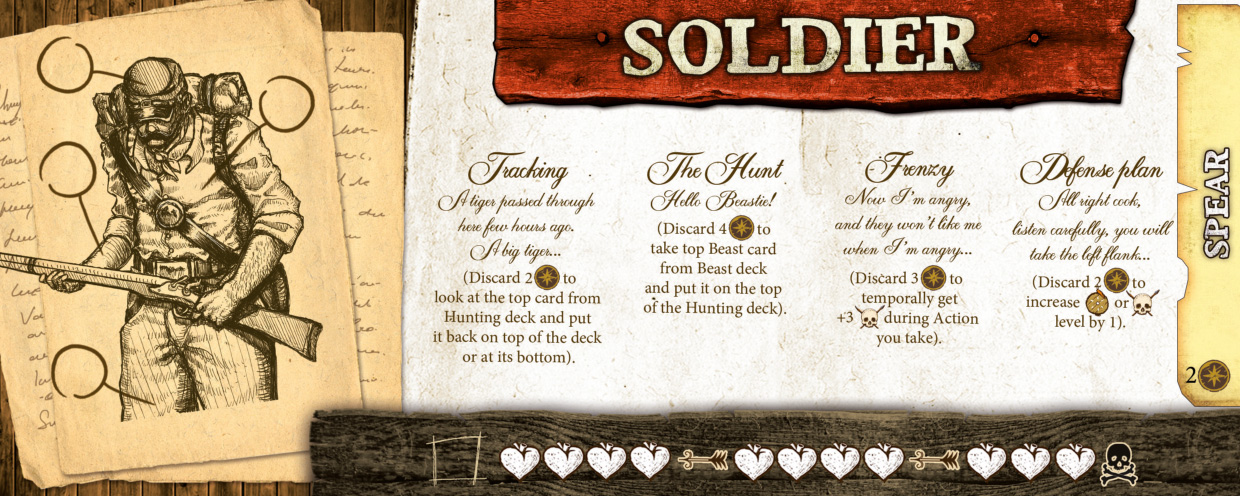 SOLDIER
Tracking
A tiger passed through
here few hours ago.
A big tiger...
(Discard 2 to
look at the top card from
Hunting deck and put
it back on top of the deck
or at its bottom).
The Hunt
Hello Beastie!
(Discard 4 to
take top Beast card
from Beast deck
and put it on the top
of the Hunting deck).
Frenzy
Now I'm angry,
and they won't like me
when I'm angry...
(Discard 3 to
temporally get
+3 during Action
you take).
Defense plan
All right cook,
listen carefully, you will
take the left flank...
(Discard 2 to
increase or
level by 1).
SPEAR
2